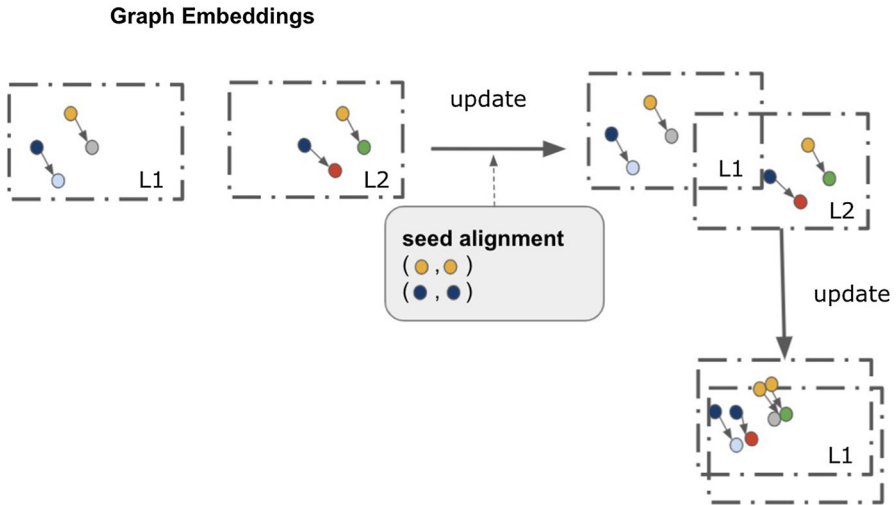 Graph Embeddings
L1
L2
update
seed alignment
( , )
( , )
L1
L2
update
L1